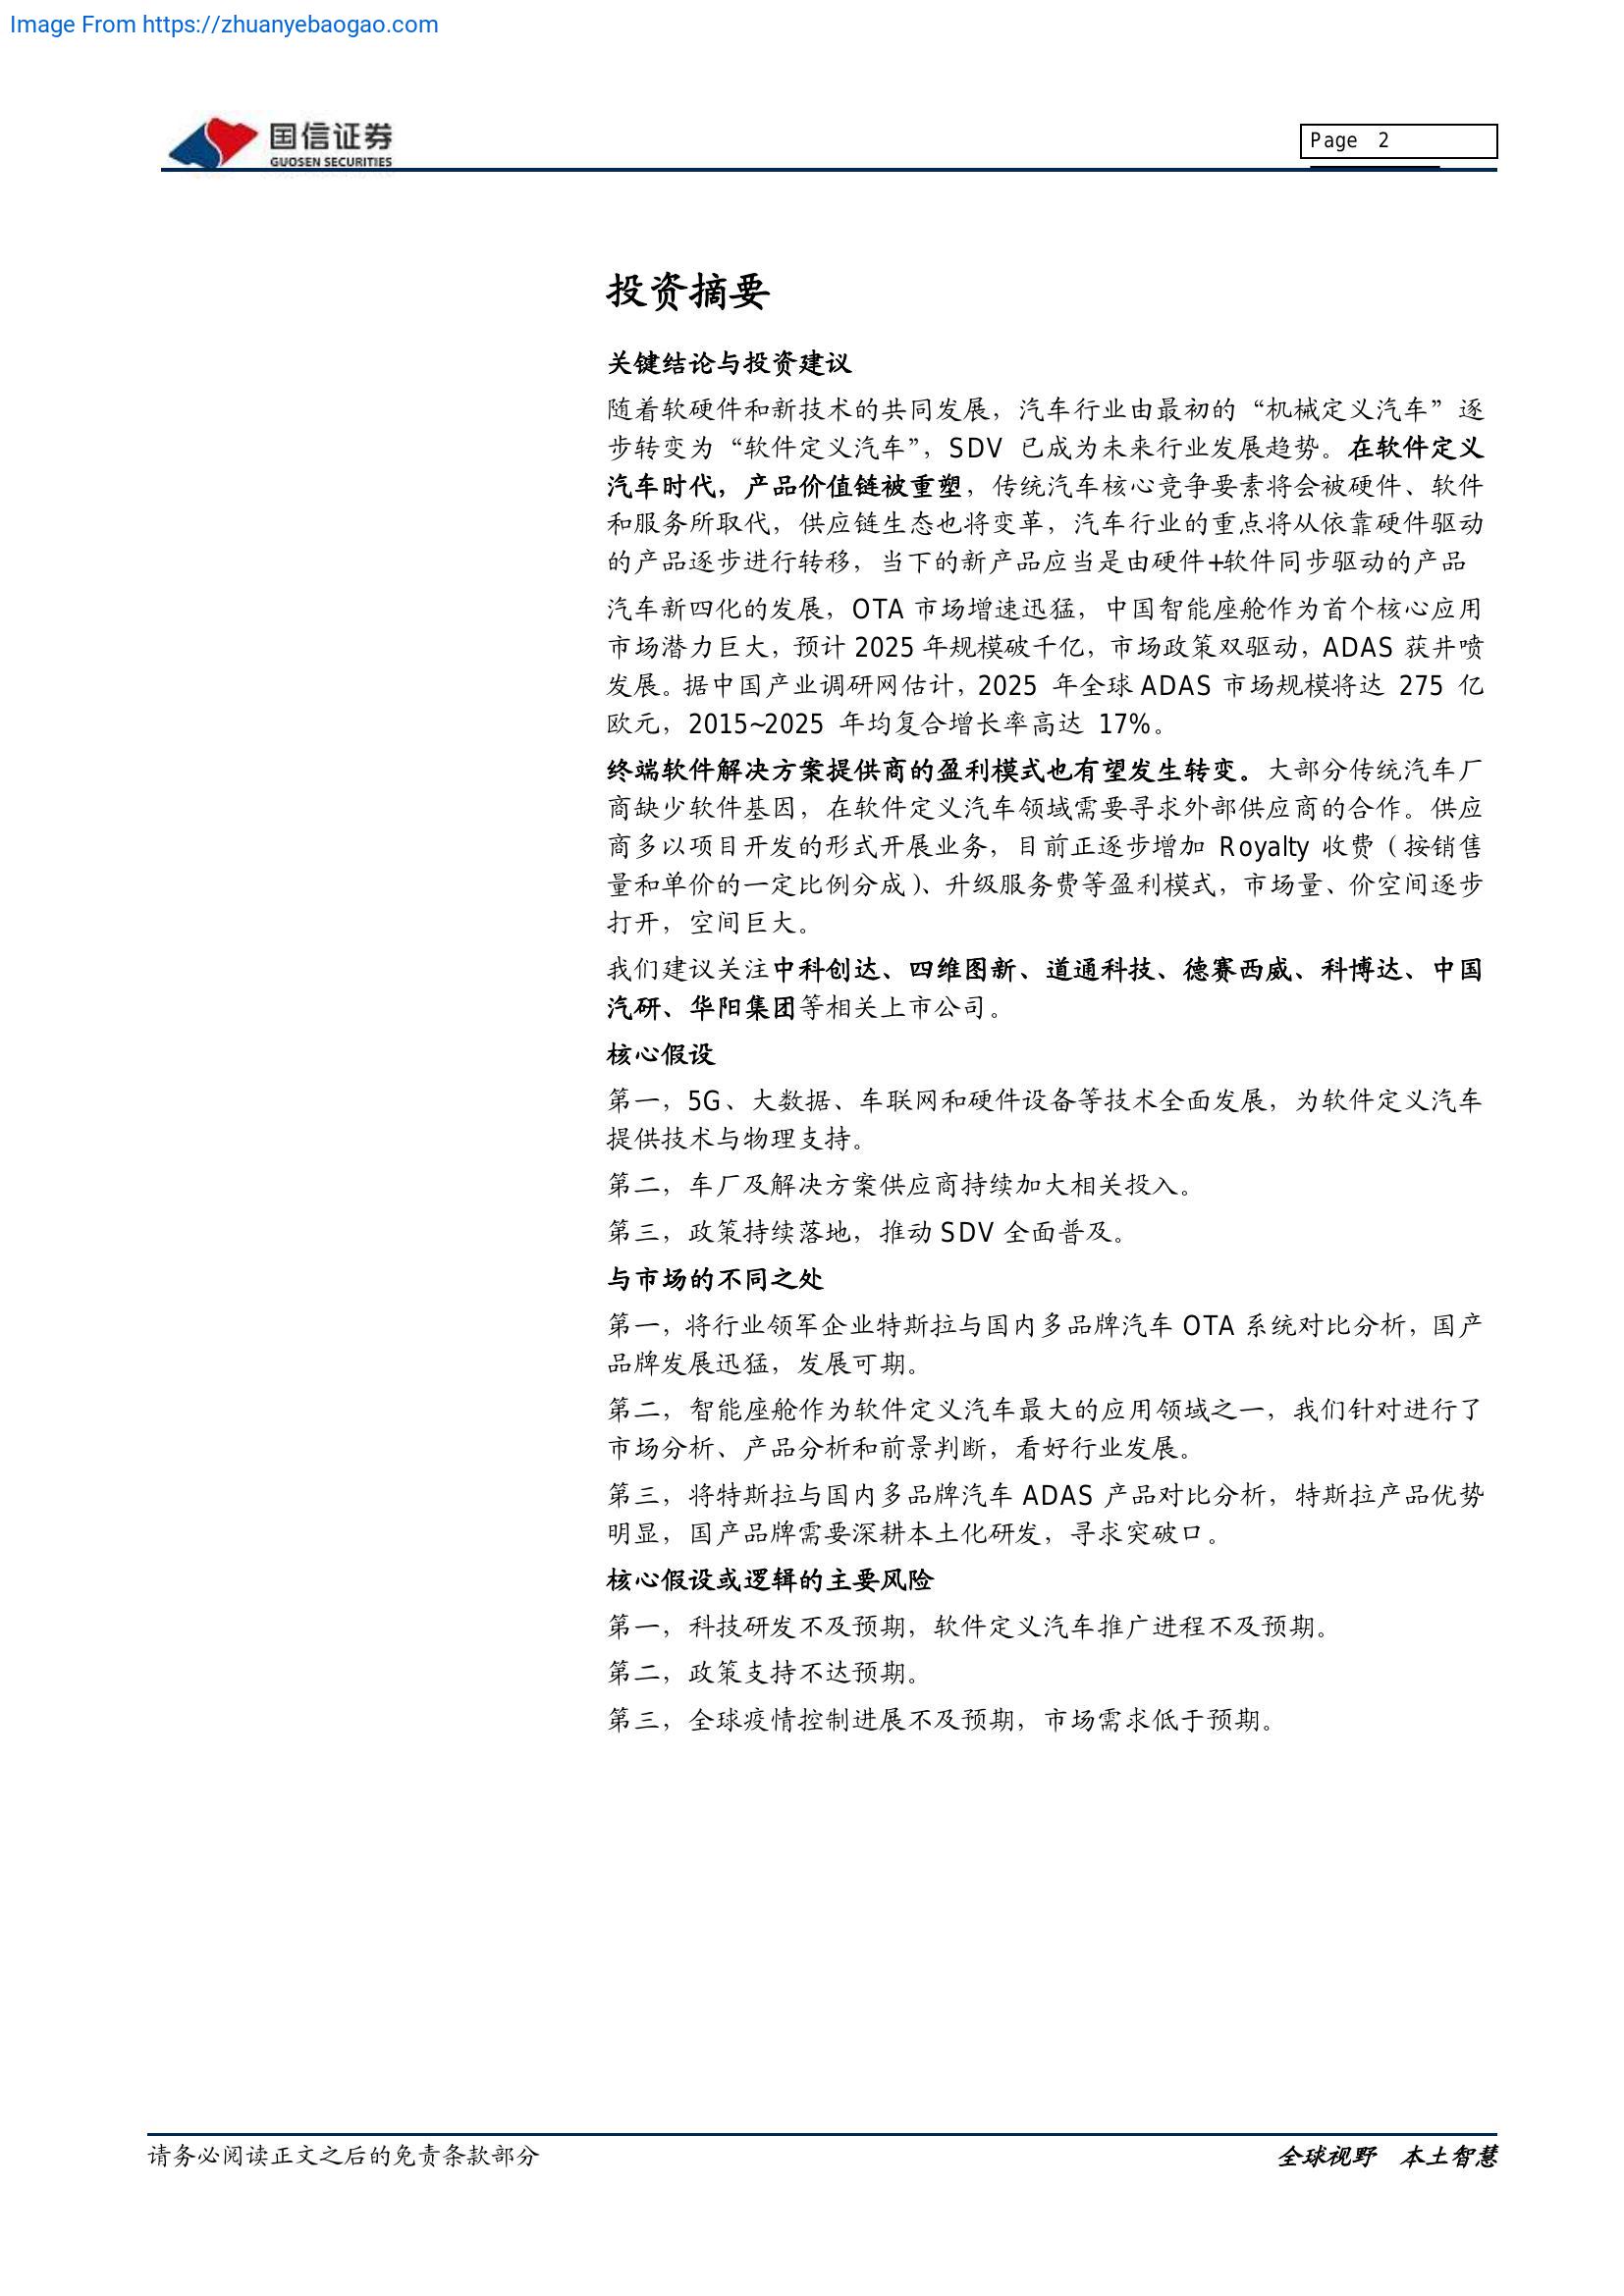 Image From https://zhuanyebaogao.com
国信证券
GUOSEN SECURITIES
Page 2
投资摘要
关键结论与投资建议
随着软硬件和新技术的共同发展，汽车行业由最初的“机械定义汽车”逐
步转变为“软件定义汽车”，SDV 已成为未来行业发展趋势。在软件定义
汽车时代，产品价值链被重塑，传统汽车核心竞争要素将会被硬件、软件
和服务所取代，供应链生态也将变革，汽车行业的重点将从依靠硬件驱动
的产品逐步进行转移，当下的新产品应当是由硬件+软件同步驱动的产品
汽车新四化的发展，OTA 市场增速迅猛，中国智能座舱作为首个核心应用
市场潜力巨大，预计 2025 年规模破千亿，市场政策双驱动，ADAS 获井喷
发展。据中国产业调研网估计，2025 年全球 ADAS 市场规模将达 275 亿
欧元，2015~2025 年均复合增长率高达 17%。
终端软件解决方案提供商的盈利模式也有望发生转变。大部分传统汽车厂
商缺少软件基因，在软件定义汽车领域需要寻求外部供应商的合作。供应
商多以项目开发的形式开展业务，目前正逐步增加 Royalty 收费（按销售
量和单价的一定比例分成）、升级服务费等盈利模式，市场量、价空间逐步
打开，空间巨大。
我们建议关注中科创达、四维图新、道通科技、德赛西威、科博达、中国
汽研、华阳集团等相关上市公司。
核心假设
第一，5G、大数据、车联网和硬件设备等技术全面发展，为软件定义汽车
提供技术与物理支持。
第二，车厂及解决方案供应商持续加大相关投入。
第三，政策持续落地，推动 SDV 全面普及。
与市场的不同之处
第一，将行业领军企业特斯拉与国内多品牌汽车 OTA 系统对比分析，国产
品牌发展迅猛，发展可期。
第二，智能座舱作为软件定义汽车最大的应用领域之一，我们针对进行了
市场分析、产品分析和前景判断，看好行业发展。
第三，将特斯拉与国内多品牌汽车 ADAS 产品对比分析，特斯拉产品优势
明显，国产品牌需要深耕本土化研发，寻求突破口。
核心假设或逻辑的主要风险
第一，科技研发不及预期，软件定义汽车推广进程不及预期。
第二，政策支持不达预期。
第三，全球疫情控制进展不及预期，市场需求低于预期。
请务必阅读正文之后的免责条款部分
全球视野 本土智慧